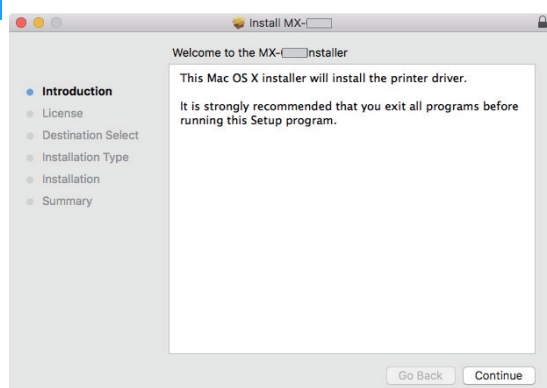 Install MX-
Welcome to the MX- Installer
Introduction
License
Destination Select
Installation Type
Installation
Summary
This Mac OS X installer will install the printer driver.
It is strongly recommended that you exit all programs before
running this Setup program.
Go Back
Continue